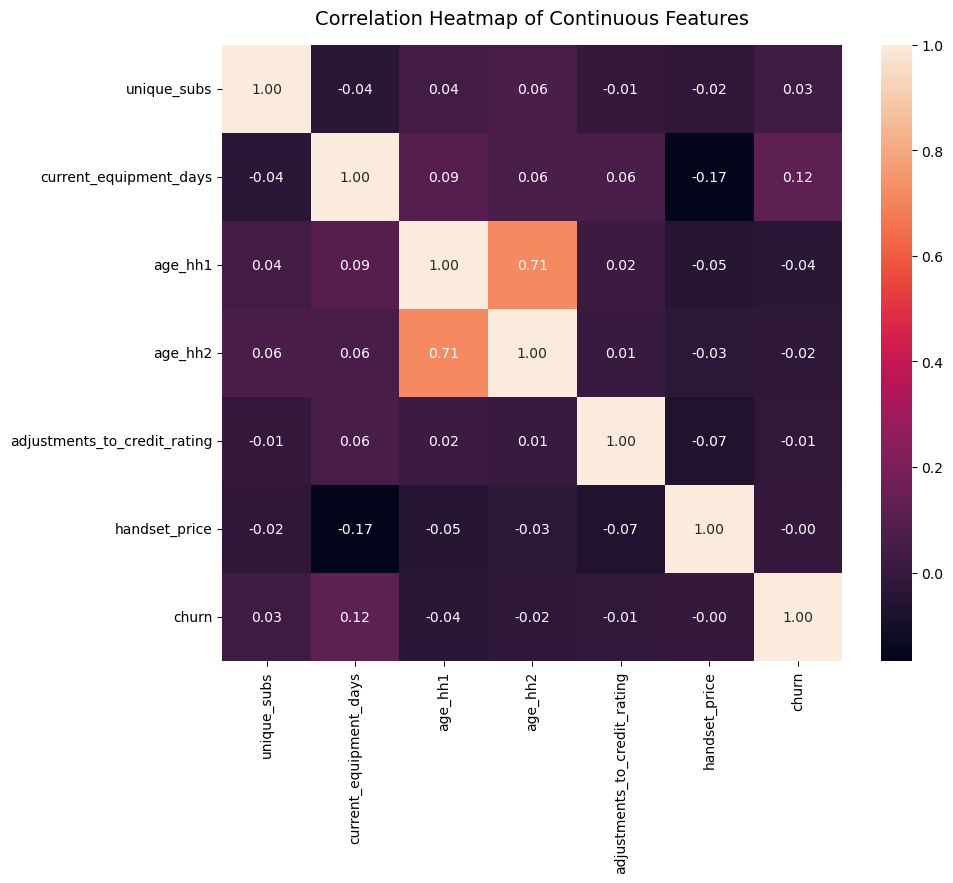 Correlation Heatmap of Continuous Features
unique_subs 1.00 -0.04 0.04 0.06 -0.01 -0.02 0.03
current_equipment_days -0.04 1.00 0.09 0.06 0.06 -0.17 0.12
age_hh1 0.04 0.09 1.00 0.71 0.02 -0.05 -0.04
age_hh2 0.06 0.06 0.71 1.00 0.01 -0.03 -0.02
adjustments_to_credit_rating -0.01 0.06 0.02 0.01 1.00 -0.07 -0.01
handset_price -0.02 -0.17 -0.05 -0.03 -0.07 1.00 -0.00
churn 0.03 0.12 -0.04 -0.02 -0.01 -0.00 1.00
unique_subs
current_equipment_days
age_hh1
age_hh2
adjustments_to_credit_rating
handset_price
churn
1.0
0.8
0.6
0.4
0.2
0.0